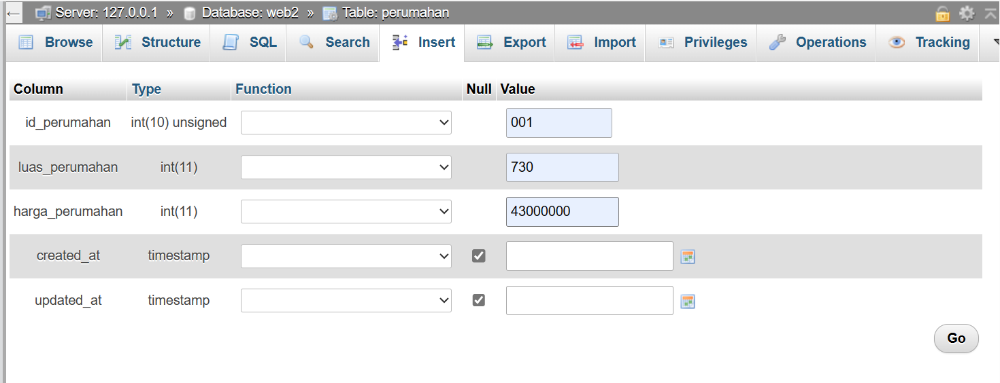 Server: 127.0.0.1 » Database: web2 » Table: perumahan
Browse Structure SQL Search Insert Export Import Privileges Operations Tracking
Column Type Function Null Value
id_perumahan int(10) unsigned 001
luas_perumahan int(11) 730
harga_perumahan int(11) 43000000
created_at timestamp
updated_at timestamp
Go